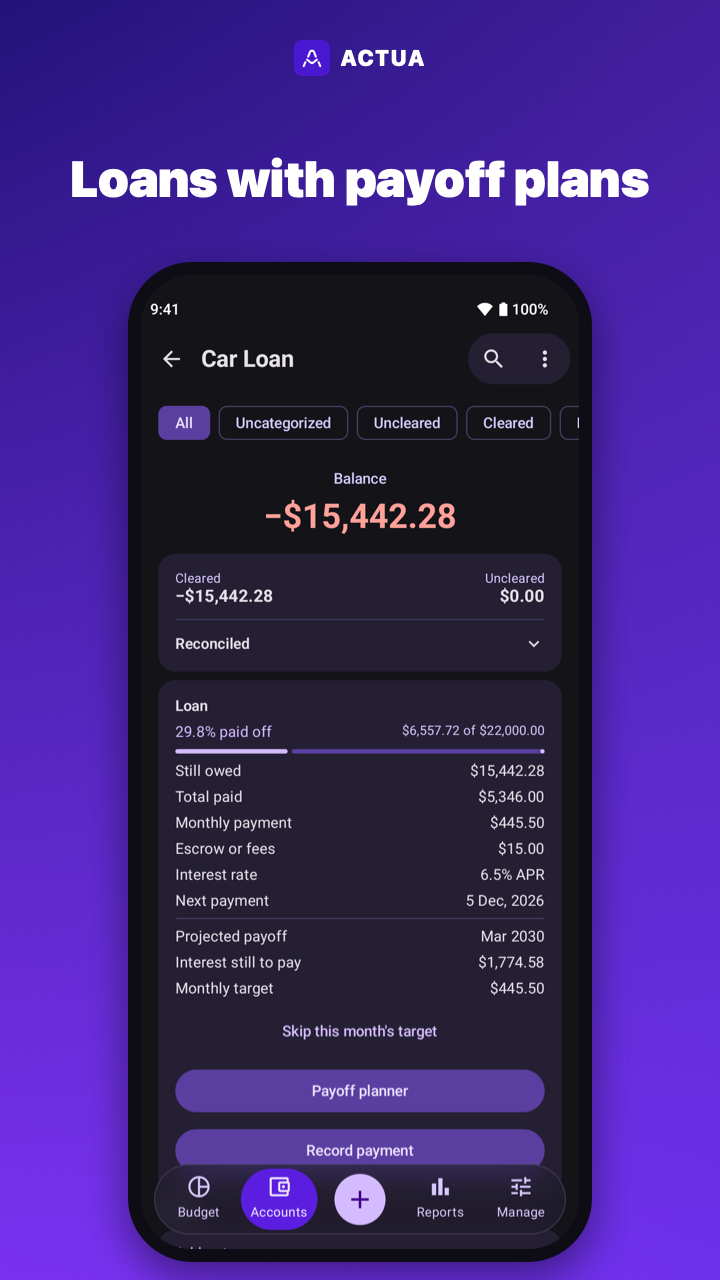 ACTUA
Loans with payoff plans
9:41 100%
Car Loan
All Uncategorized Uncleared Cleared
Balance
−$15,442.28
Cleared Uncleared
−$15,442.28 $0.00
Reconciled
Loan
29.8% paid off $6,557.72 of $22,000.00
Still owed $15,442.28
Total paid $5,346.00
Monthly payment $445.50
Escrow or fees $15.00
Interest rate 6.5% APR
Next payment 5 Dec, 2026
Projected payoff Mar 2030
Interest still to pay $1,774.58
Monthly target $445.50
Skip this month's target
Payoff planner
Record payment
Budget Accounts Reports Manage